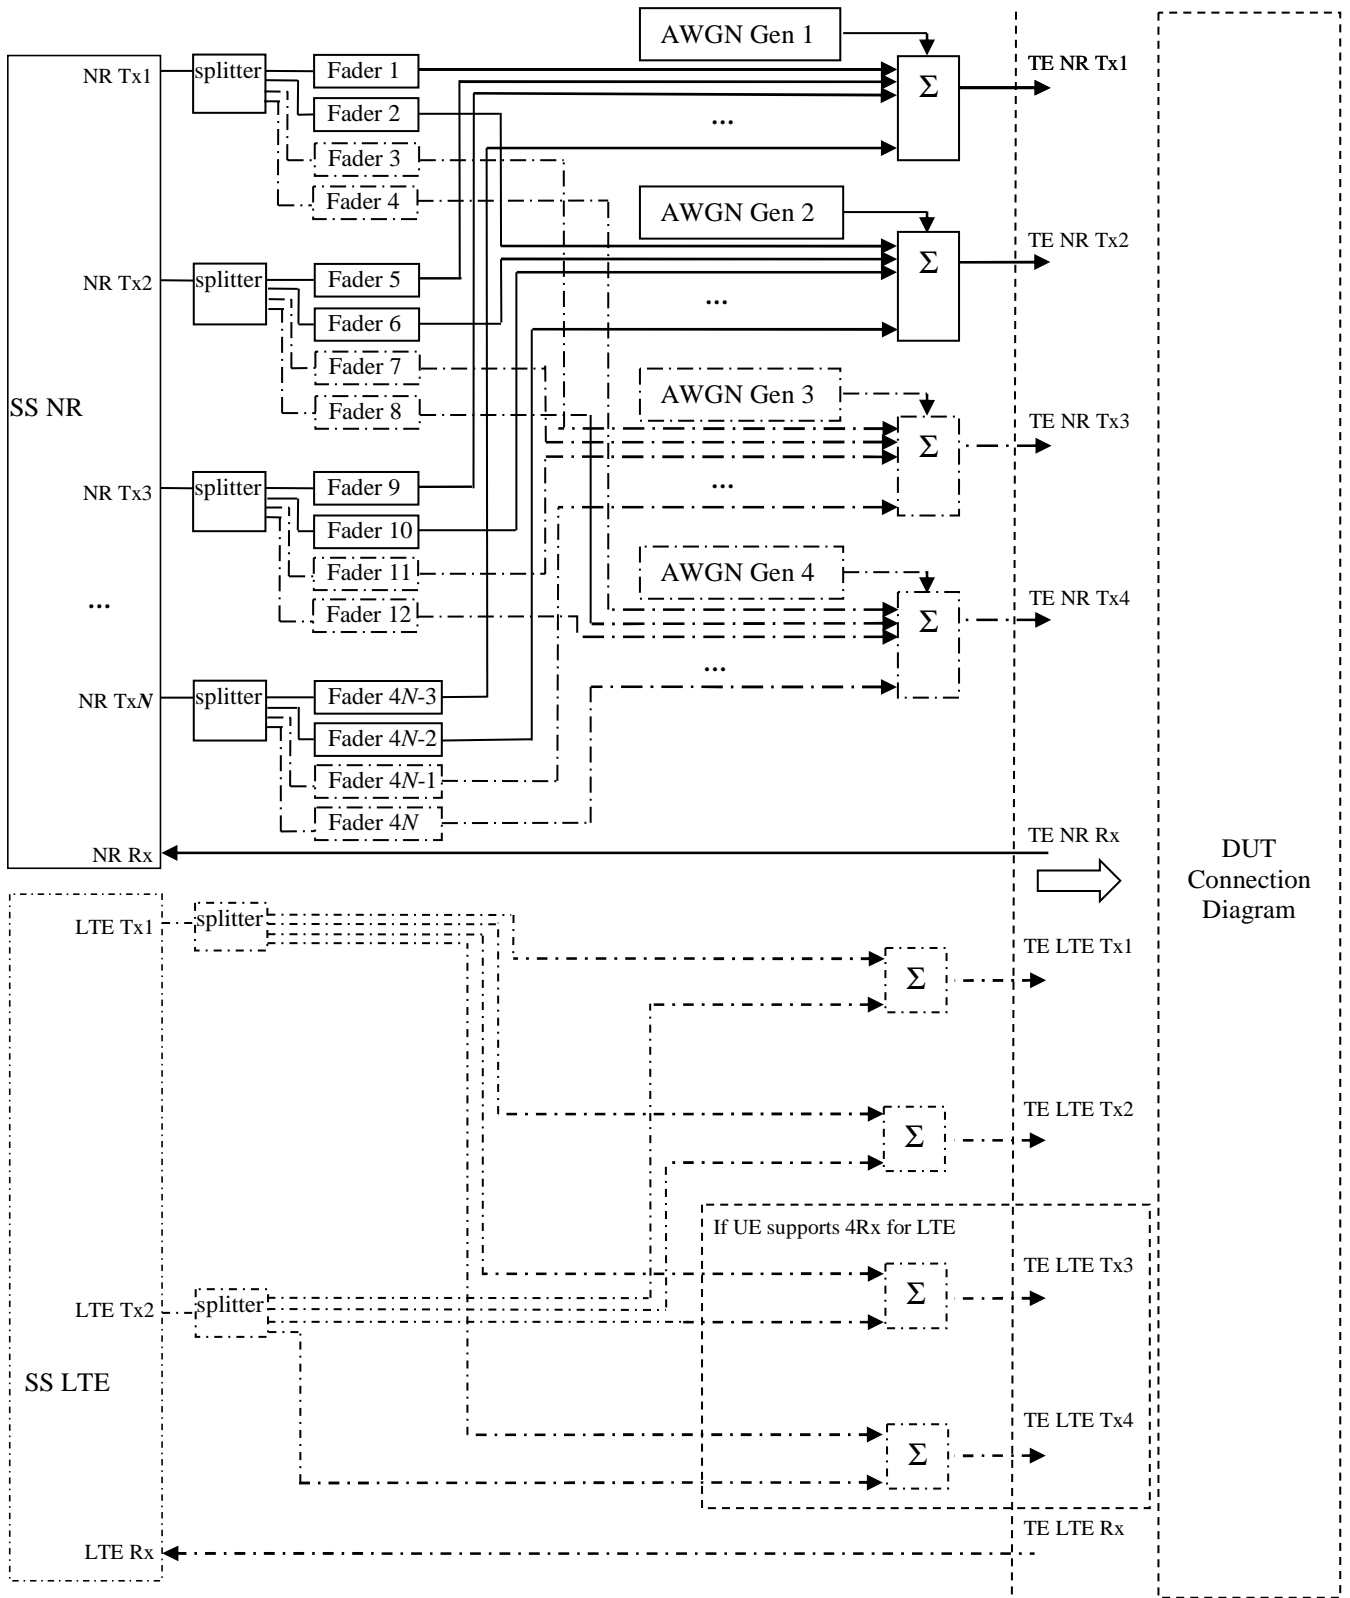 AWGN Gen 1
TE NR Tx1
NR Tx1
splitter
Fader 1
Σ
Fader 2
...
Fader 3
Fader 4
AWGN Gen 2
TE NR Tx2
NR Tx2
splitter
Fader 5
Σ
...
Fader 6
Fader 7
Fader 8
SS NR
AWGN Gen 3
TE NR Tx3
Σ
NR Tx3
splitter
Fader 9
...
Fader 10
Fader 11
AWGN Gen 4
...
Fader 12
TE NR Tx4
Σ
...
NR TxN
splitter
Fader 4N-3
Fader 4N-2
Fader 4N-1
Fader 4N
NR Rx
TE NR Rx
DUT
Connection
Diagram
LTE Tx1
splitter
TE LTE Tx1
Σ
TE LTE Tx2
Σ
If UE supports 4Rx for LTE
TE LTE Tx3
Σ
LTE Tx2
splitter
SS LTE
TE LTE Tx4
Σ
TE LTE Rx
LTE Rx